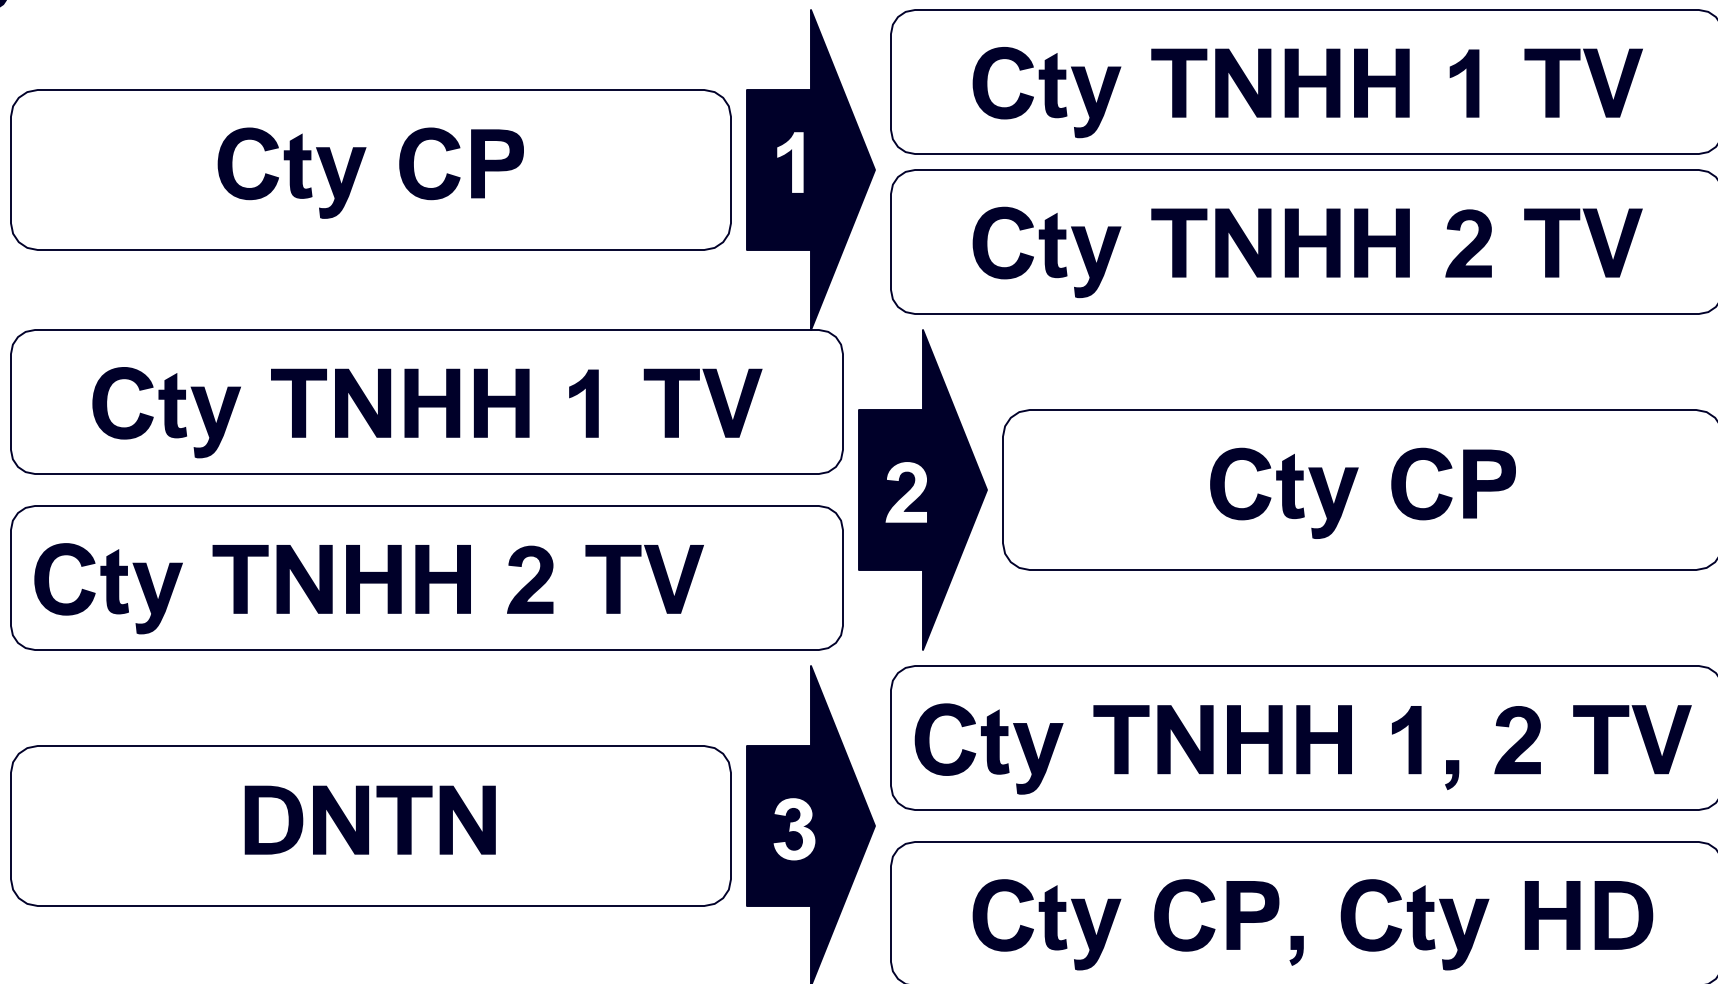 Cty CP
1
Cty TNHH 1 TV
Cty TNHH 2 TV
Cty TNHH 1 TV
Cty TNHH 2 TV
2
Cty CP
DNTN
3
Cty TNHH 1, 2 TV
Cty CP, Cty HD